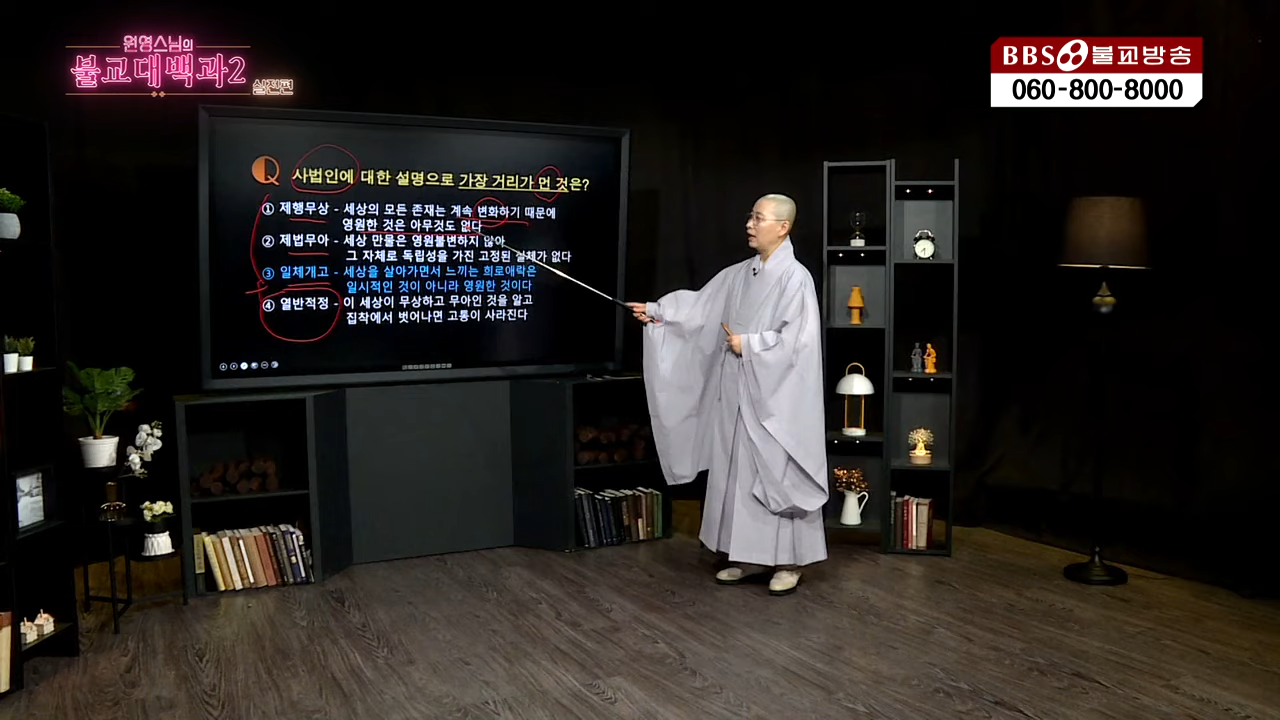 원영스님의
불교대백과2
실전편
BBS 불교방송
060-800-8000
Q 사법인에 대한 설명으로 가장 거리가 먼 것은?
① 제행무상 - 세상의 모든 존재는 계속 변화하기 때문에
영원한 것은 아무것도 없다
② 제법무아 - 세상 만물은 영원불변하지 않아
그 자체로 독립성을 가진 고정된 실체가 없다
③ 일체개고 - 세상을 살아가면서 느끼는 희로애락은
일시적인 것이 아니라 영원한 것이다
④ 열반적정 - 이 세상이 무상하고 무아인 것을 알고
집착에서 벗어나면 고통이 사라진다